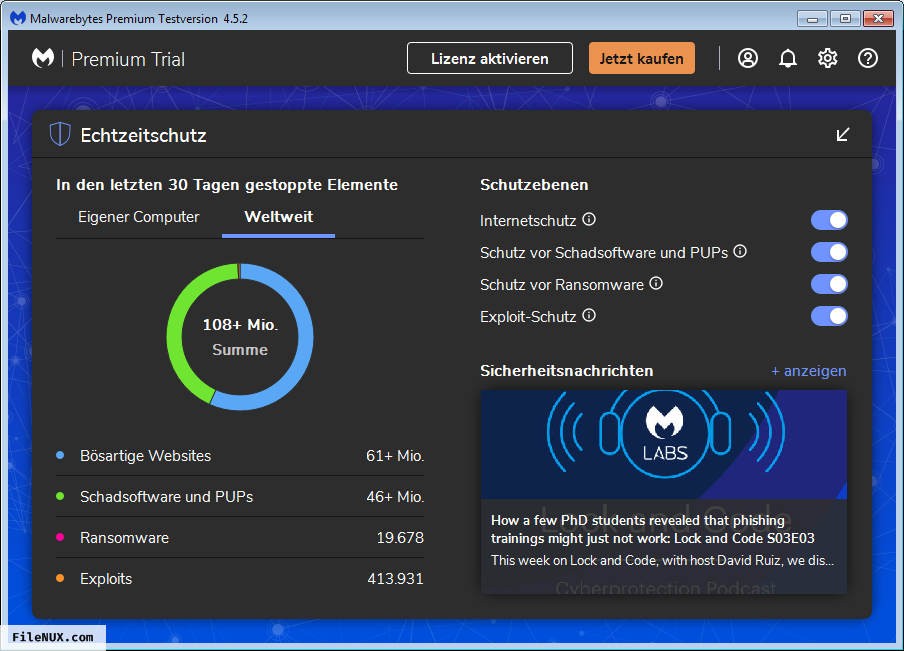 Malwarebytes Premium Testversion 4.5.2
Premium Trial
Lizenz aktivieren
Jetzt kaufen
Echtzeitschutz
In den letzten 30 Tagen gestoppte Elemente
Eigener Computer
Weltweit
108+ Mio.
Summe
Bösartige Websites 61+ Mio.
Schadsoftware und PUPs 46+ Mio.
Ransomware 19.678
Exploits 413.931
Schutzebenen
Internetschutz
Schutz vor Schadsoftware und PUPs
Schutz vor Ransomware
Exploit-Schutz
Sicherheitsnachrichten
+ anzeigen
LABS
Lock and Code
How a few PhD students revealed that phishing
trainings might just not work: Lock and Code S03E03
This week on Lock and Code, with host David Ruiz, we dis...
Cyberprotection Podcast
FileNUX.com